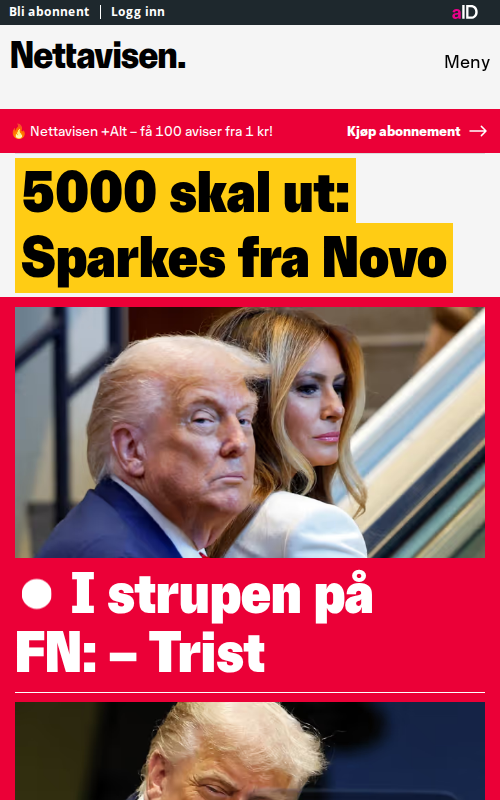 Bli abonnent
Logg inn
aID
Nettavisen.
Meny
🔥 Nettavisen +Alt – få 100 aviser fra 1 kr!
Kjøp abonnement →
5000 skal ut:
Sparkes fra Novo
● I strupen på
FN: – Trist